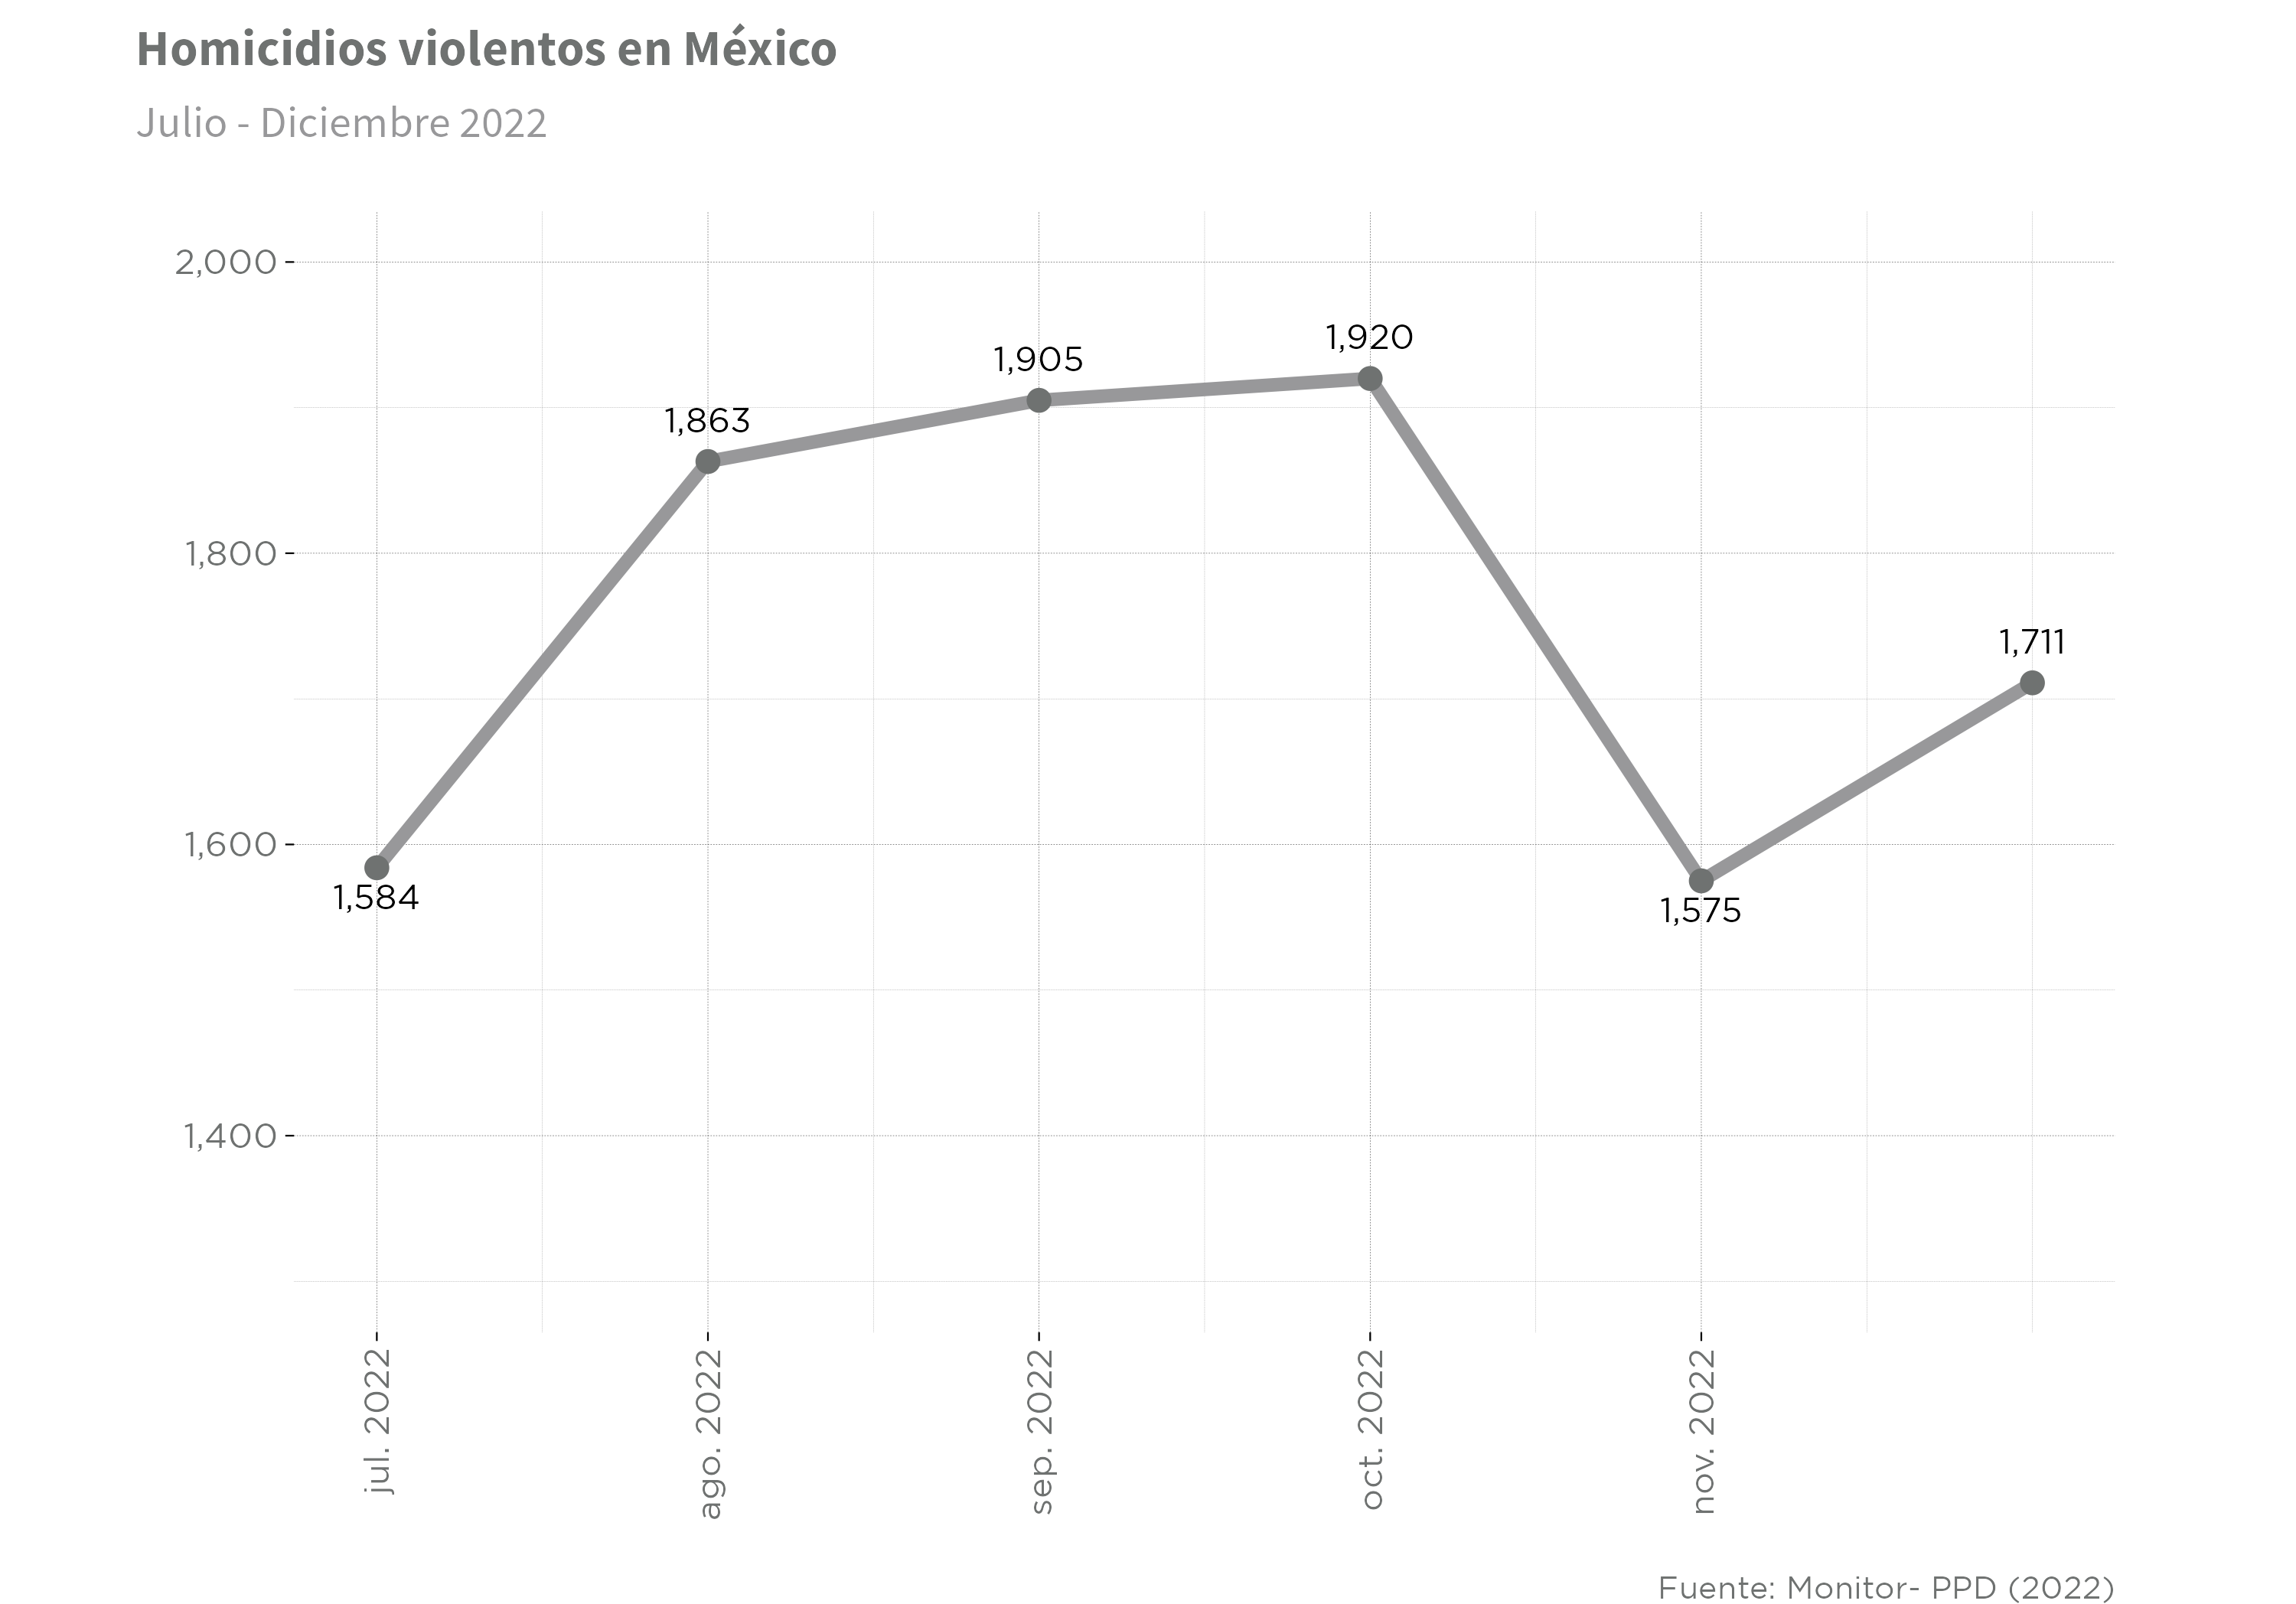 Homicidios violentos en México
Julio - Diciembre 2022
2,000
1,800
1,600
1,400
1,584
1,863
1,905
1,920
1,575
1,711
jul. 2022
ago. 2022
sep. 2022
oct. 2022
nov. 2022
Fuente: Monitor- PPD (2022)